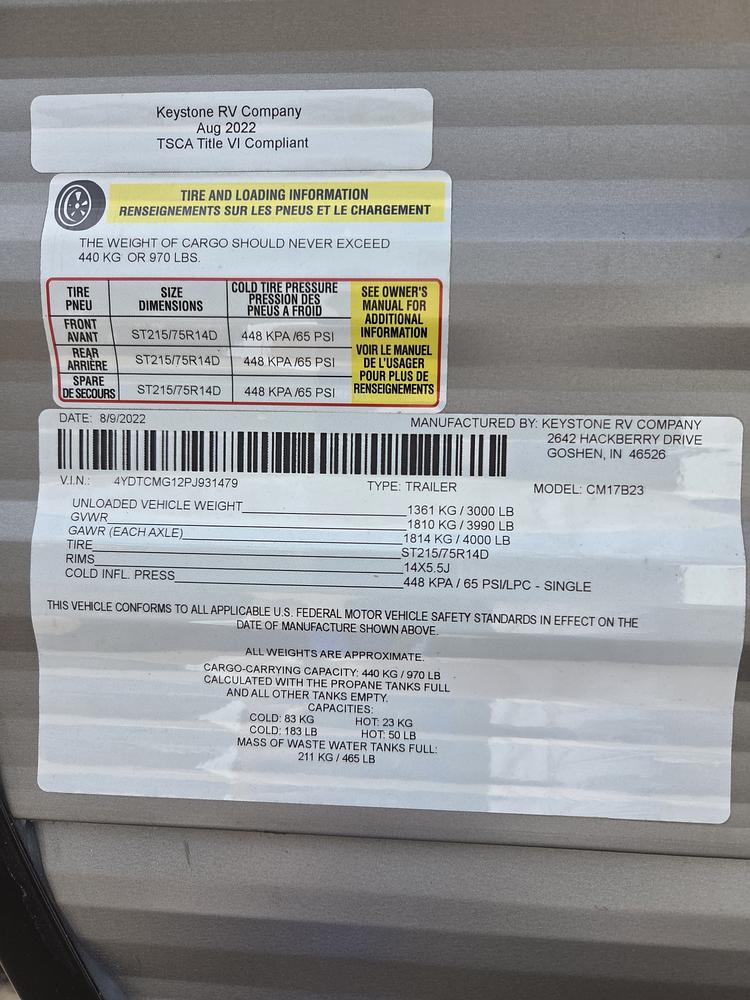 Keystone RV Company
Aug 2022
TSCA Title VI Compliant
TIRE AND LOADING INFORMATION
RENSEIGNEMENTS SUR LES PNEUS ET LE CHARGEMENT
THE WEIGHT OF CARGO SHOULD NEVER EXCEED
440 KG OR 970 LBS.
TIRE
PNEU
SIZE
DIMENSIONS
COLD TIRE PRESSURE
PRESSION DES
PNEUS A FROID
SEE OWNER'S
MANUAL FOR
ADDITIONAL
INFORMATION
VOIR LE MANUEL
DE L'USAGER
POUR PLUS DE
RENSEIGNEMENTS
FRONT
AVANT
ST215/75R14D
448 KPA /65 PSI
REAR
ARRIÈRE
ST215/75R14D
448 KPA /65 PSI
SPARE
DE SECOURS
ST215/75R14D
448 KPA /65 PSI
DATE: 8/9/2022
MANUFACTURED BY: KEYSTONE RV COMPANY
2642 HACKBERRY DRIVE
GOSHEN, IN 46526
V.I.N.: 4YDTCMG12PJ931479 TYPE: TRAILER MODEL: CM17B23
UNLOADED VEHICLE WEIGHT 1361 KG / 3000 LB
GVWR 1810 KG / 3990 LB
GAWR (EACH AXLE) 1814 KG / 4000 LB
TIRE ST215/75R14D
RIMS 14X5.5J
COLD INFL. PRESS 448 KPA / 65 PSI/LPC - SINGLE
THIS VEHICLE CONFORMS TO ALL APPLICABLE U.S. FEDERAL MOTOR VEHICLE SAFETY STANDARDS IN EFFECT ON THE
DATE OF MANUFACTURE SHOWN ABOVE.
ALL WEIGHTS ARE APPROXIMATE.
CARGO-CARRYING CAPACITY: 440 KG / 970 LB
CALCULATED WITH THE PROPANE TANKS FULL
AND ALL OTHER TANKS EMPTY.
CAPACITIES:
COLD: 83 KG HOT: 23 KG
COLD: 183 LB HOT: 50 LB
MASS OF WASTE WATER TANKS FULL:
211 KG / 465 LB